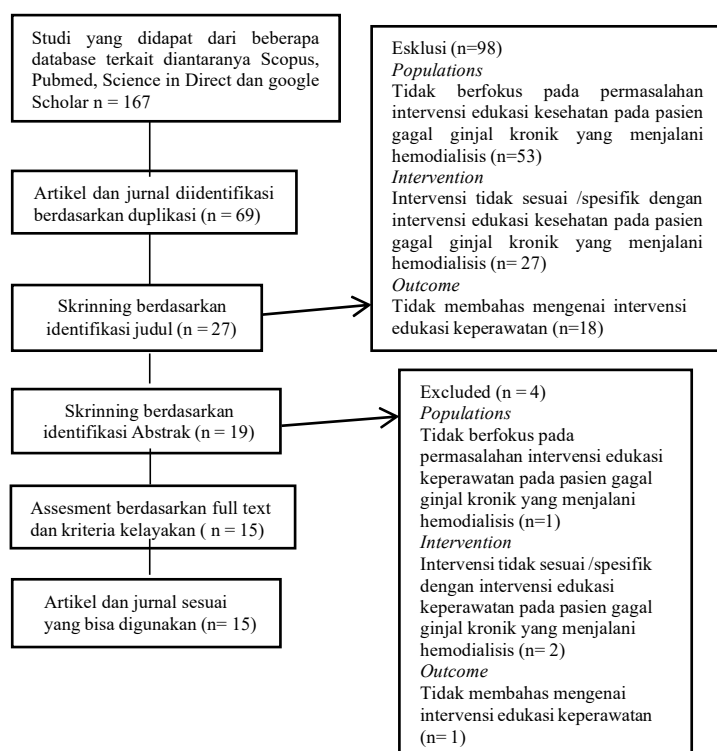 Studi yang didapat dari beberapa
database terkait diantaranya Scopus,
Pubmed, Science in Direct dan google
Scholar n = 167
Artikel dan jurnal diidentifikasi
berdasarkan duplikasi (n = 69)
Skrinning berdasarkan
identifikasi judul (n = 27)
Skrinning berdasarkan
identifikasi Abstrak (n = 19)
Assesment berdasarkan full text
dan kriteria kelayakan ( n = 15)
Artikel dan jurnal sesuai
yang bisa digunakan (n= 15)
Esklusi (n=98)
Populations
Tidak berfokus pada permasalahan
intervensi edukasi kesehatan pada pasien
gagal ginjal kronik yang menjalani
hemodialisis (n=53)
Intervention
Intervensi tidak sesuai /spesifik dengan
intervensi edukasi kesehatan pada pasien
gagal ginjal kronik yang menjalani
hemodialisis (n= 27)
Outcome
Tidak membahas mengenai intervensi
edukasi keperawatan (n=18)
Excluded (n = 4)
Populations
Tidak berfokus pada
permasalahan intervensi edukasi
keperawatan pada pasien gagal
ginjal kronik yang menjalani
hemodialisis (n=1)
Intervention
Intervensi tidak sesuai /spesifik
dengan intervensi edukasi
keperawatan pada pasien gagal
ginjal kronik yang menjalani
hemodialisis (n= 2)
Outcome
Tidak membahas mengenai
intervensi edukasi keperawatan
(n= 1)